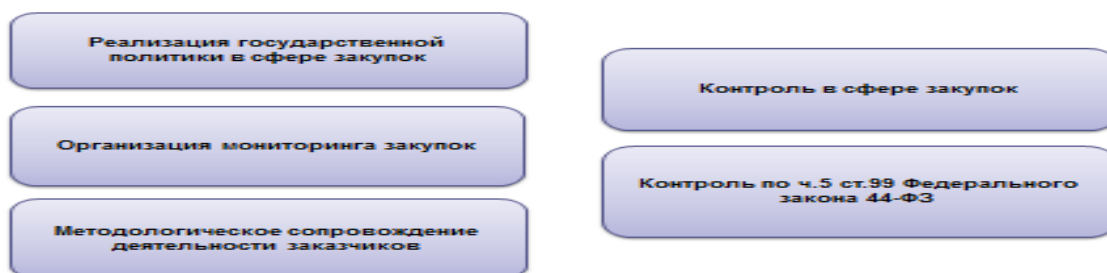 Реализация государственной
политики в сфере закупок
Организация мониторинга закупок
Методологическое сопровождение
деятельности заказчиков
Контроль в сфере закупок
Контроль по ч.5 ст.99 Федерального
закона 44-ФЗ